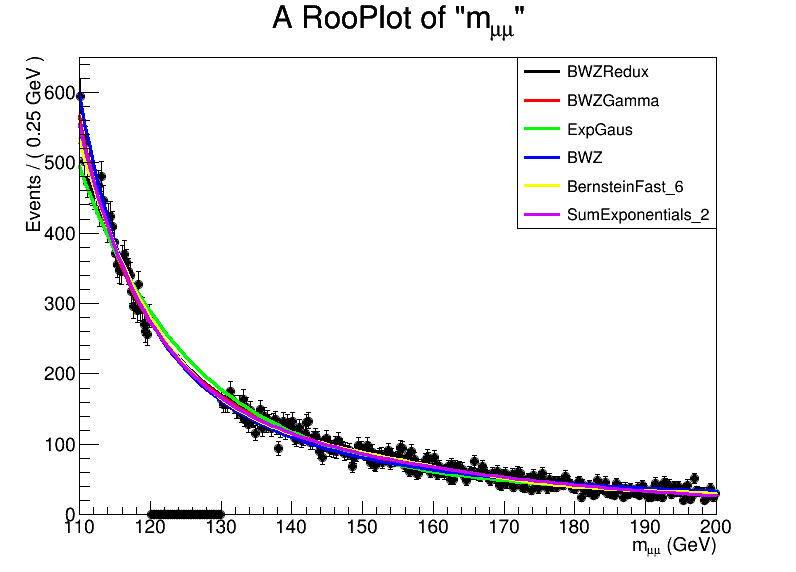 A RooPlot of "mμμ"
Events / ( 0.25 GeV )
600
500
400
300
200
100
0
BWZRedux
BWZGamma
ExpGaus
BWZ
BernsteinFast_6
SumExponentials_2
110 120 130 140 150 160 170 180 190 200
mμμ (GeV)